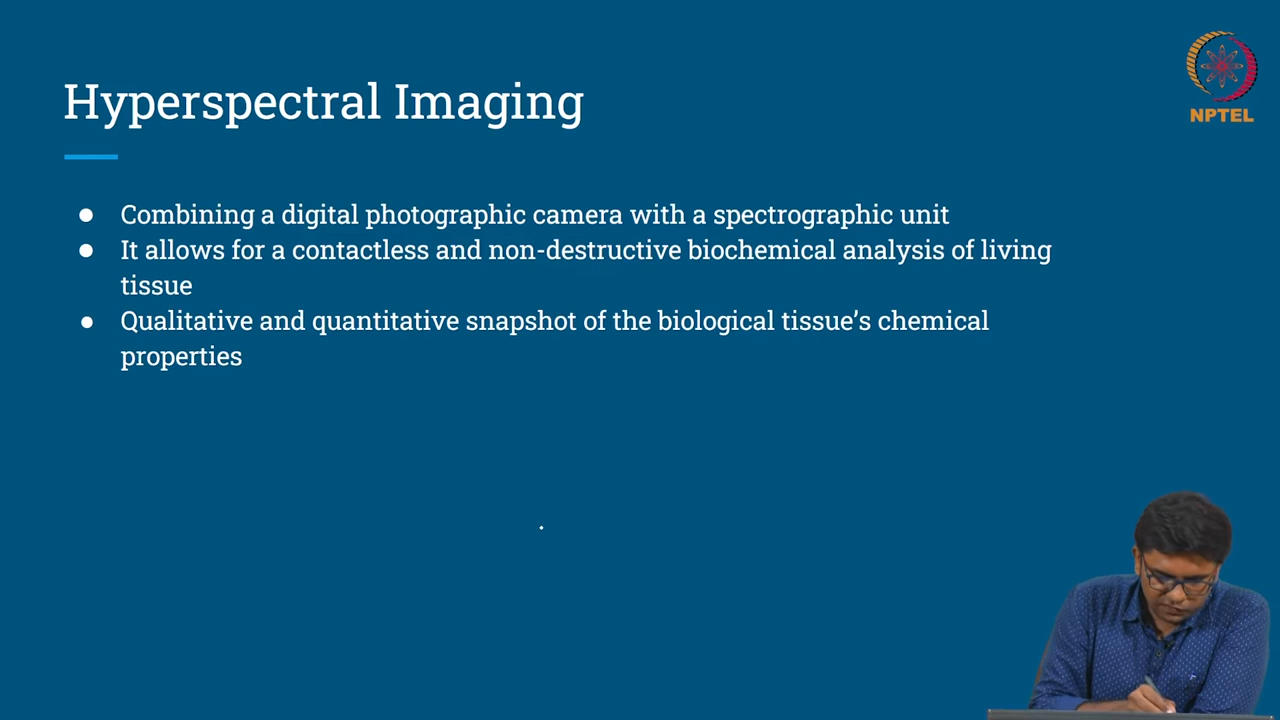 Hyperspectral Imaging
NPTEL
● Combining a digital photographic camera with a spectrographic unit
● It allows for a contactless and non-destructive biochemical analysis of living
tissue
● Qualitative and quantitative snapshot of the biological tissue’s chemical
properties